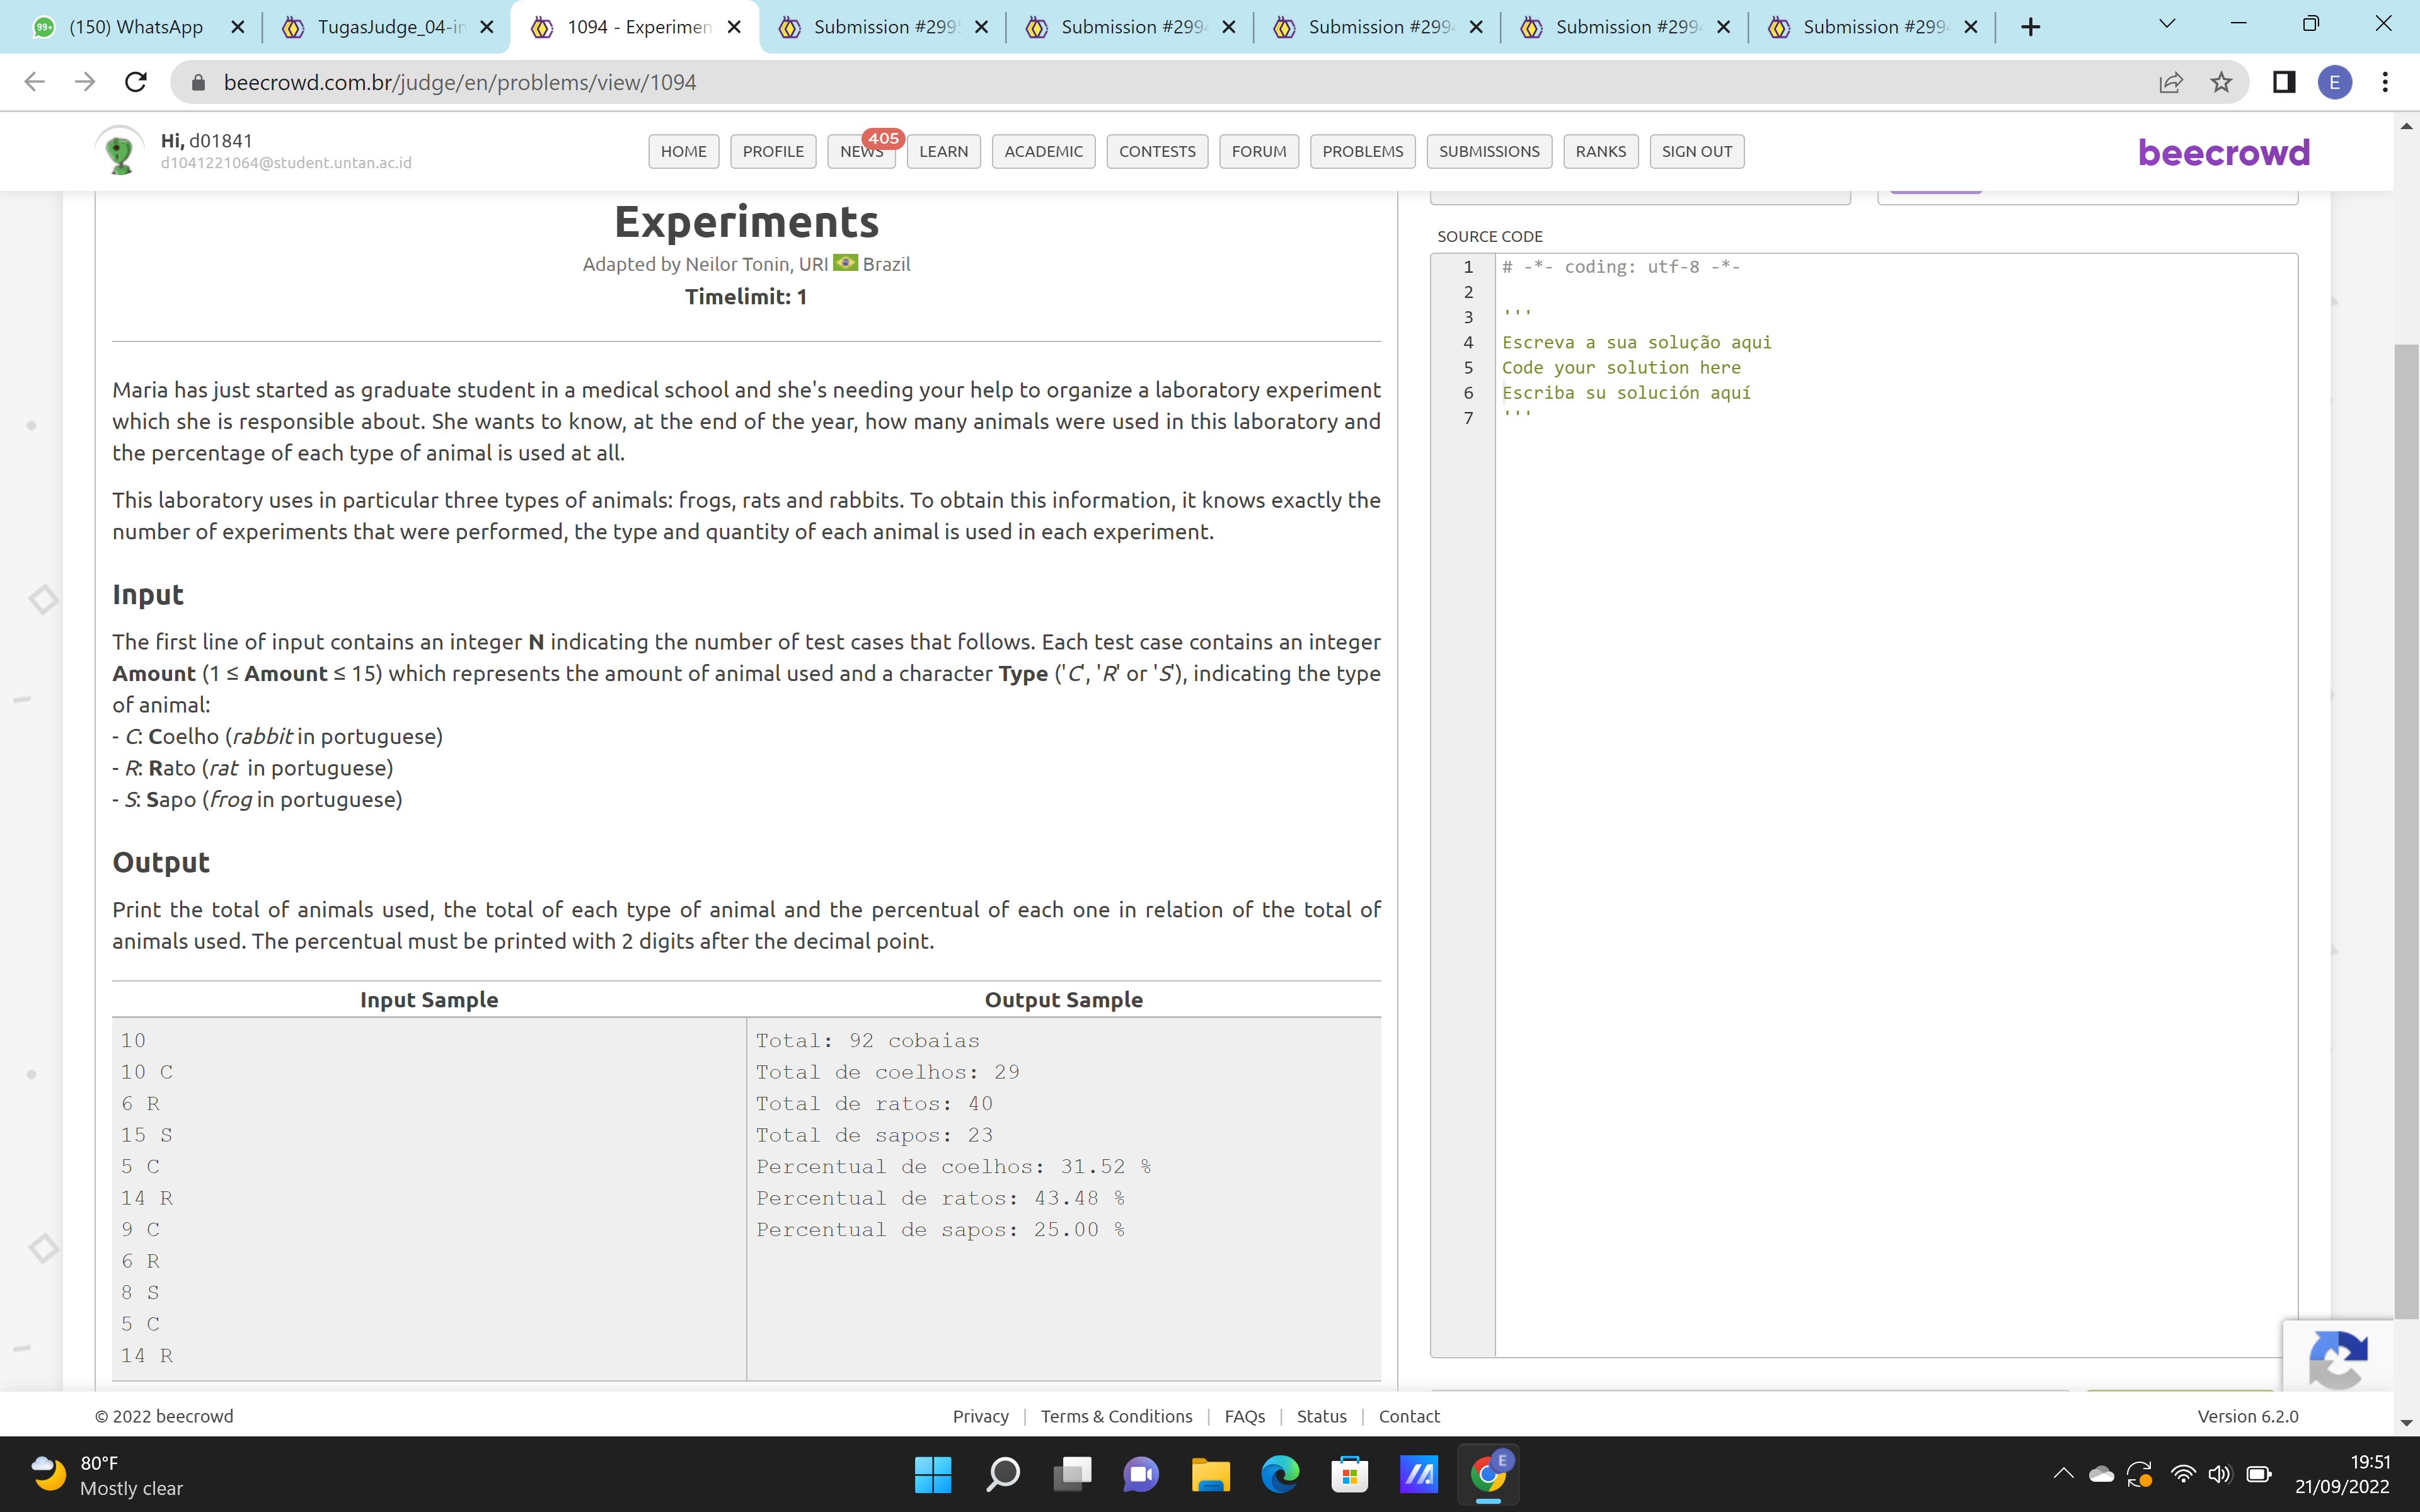 (150) WhatsApp
TugasJudge_04-in
1094 - Experimen
Submission #299
Submission #299
Submission #299
Submission #299
Submission #299
beecrowd.com.br/judge/en/problems/view/1094
E
Hi, d01841
d1041221064@student.untan.ac.id
HOME
PROFILE
NEWS
405
LEARN
ACADEMIC
CONTESTS
FORUM
PROBLEMS
SUBMISSIONS
RANKS
SIGN OUT
beecrowd
Experiments
Adapted by Neilor Tonin, URI Brazil
Timelimit: 1
Maria has just started as graduate student in a medical school and she's needing your help to organize a laboratory experiment
which she is responsible about. She wants to know, at the end of the year, how many animals were used in this laboratory and
the percentage of each type of animal is used at all.
This laboratory uses in particular three types of animals: frogs, rats and rabbits. To obtain this information, it knows exactly the
number of experiments that were performed, the type and quantity of each animal is used in each experiment.
Input
The first line of input contains an integer N indicating the number of test cases that follows. Each test case contains an integer
Amount (1 ≤ Amount ≤ 15) which represents the amount of animal used and a character Type ('C', 'R' or 'S'), indicating the type
of animal:
- C: Coelho (rabbit in portuguese)
- R: Rato (rat in portuguese)
- S: Sapo (frog in portuguese)
Output
Print the total of animals used, the total of each type of animal and the percentual of each one in relation of the total of
animals used. The percentual must be printed with 2 digits after the decimal point.
Input Sample
10
10 C
6 R
15 S
5 C
14 R
9 C
6 R
8 S
5 C
14 R
Output Sample
Total: 92 cobaias
Total de coelhos: 29
Total de ratos: 40
Total de sapos: 23
Percentual de coelhos: 31.52 %
Percentual de ratos: 43.48 %
Percentual de sapos: 25.00 %
SOURCE CODE
1 # -*- coding: utf-8 -*-
2
3 '''
4 Escreva a sua solução aqui
5 Code your solution here
6 Escriba su solución aquí
7 '''
© 2022 beecrowd
Privacy | Terms & Conditions | FAQs | Status | Contact
Version 6.2.0
80°F
Mostly clear
E
19:51
21/09/2022